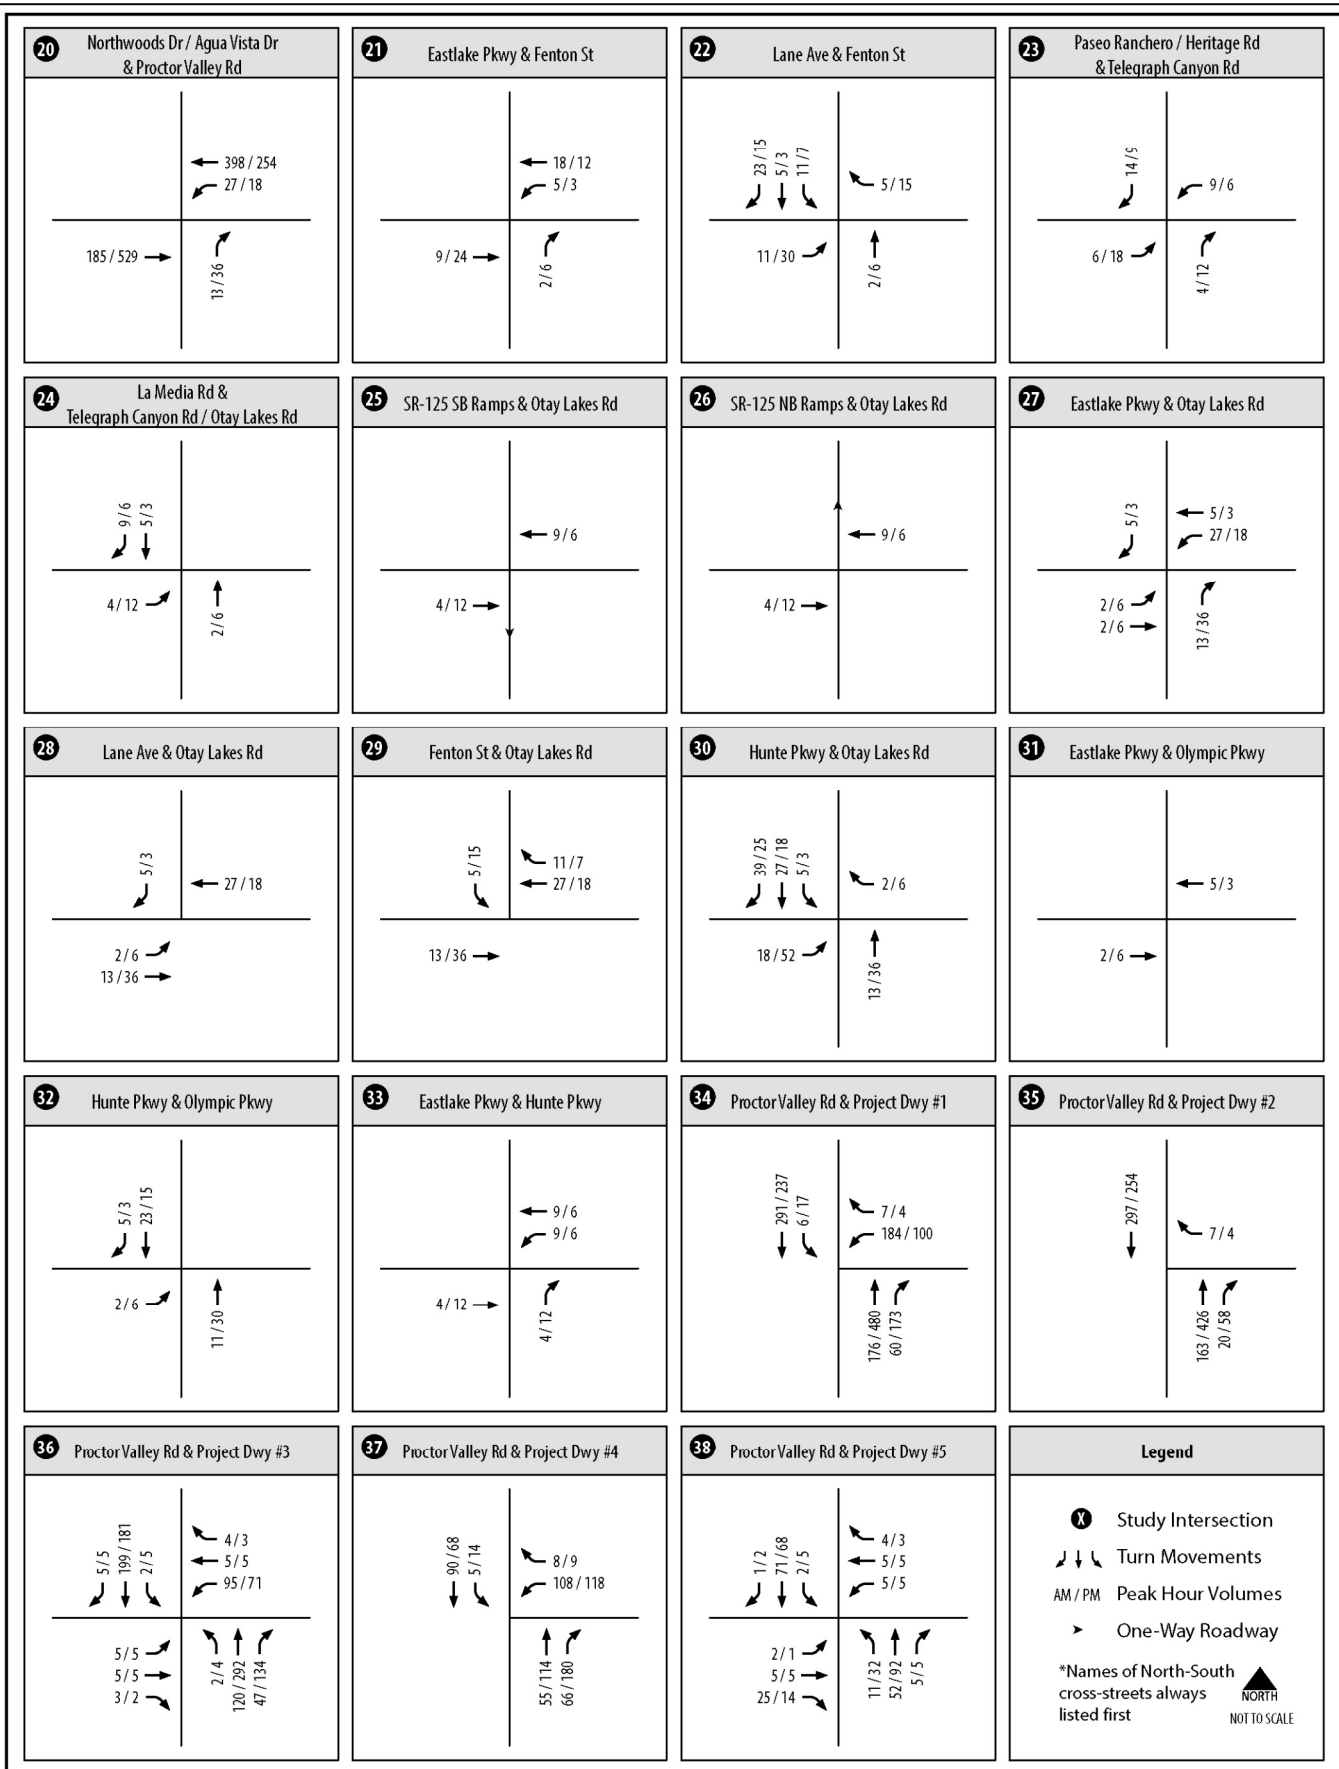 20
Northwoods Dr / Agua Vista Dr
& Proctor Valley Rd
398 / 254
27 / 18
185 / 529
13 / 36
21
Eastlake Pkwy & Fenton St
18 / 12
5 / 3
9 / 24
2 / 6
22
Lane Ave & Fenton St
23 / 15
5 / 3
11 / 7
5 / 15
11 / 30
2 / 6
23
Paseo Ranchero / Heritage Rd
& Telegraph Canyon Rd
14 / 9
9 / 6
6 / 18
4 / 12
24
La Media Rd &
Telegraph Canyon Rd / Otay Lakes Rd
9 / 6
5 / 3
4 / 12
2 / 6
25
SR-125 SB Ramps & Otay Lakes Rd
9 / 6
4 / 12
26
SR-125 NB Ramps & Otay Lakes Rd
9 / 6
4 / 12
27
Eastlake Pkwy & Otay Lakes Rd
5 / 3
5 / 3
27 / 18
2 / 6
2 / 6
13 / 36
28
Lane Ave & Otay Lakes Rd
5 / 3
27 / 18
2 / 6
13 / 36
29
Fenton St & Otay Lakes Rd
5 / 15
11 / 7
27 / 18
13 / 36
30
Hunte Pkwy & Otay Lakes Rd
39 / 25
27 / 18
5 / 3
2 / 6
18 / 52
13 / 36
31
Eastlake Pkwy & Olympic Pkwy
5 / 3
2 / 6
32
Hunte Pkwy & Olympic Pkwy
5 / 3
23 / 15
2 / 6
11 / 30
33
Eastlake Pkwy & Hunte Pkwy
9 / 6
9 / 6
4 / 12
4 / 12
34
Proctor Valley Rd & Project Dwy #1
291 / 237
6 / 17
7 / 4
184 / 100
176 / 480
60 / 173
35
Proctor Valley Rd & Project Dwy #2
297 / 254
7 / 4
163 / 426
20 / 58
36
Proctor Valley Rd & Project Dwy #3
5 / 5
199 / 181
2 / 5
4 / 3
5 / 5
95 / 71
5 / 5
5 / 5
3 / 2
2 / 4
120 / 292
47 / 134
37
Proctor Valley Rd & Project Dwy #4
90 / 68
5 / 14
8 / 9
108 / 118
55 / 114
66 / 180
38
Proctor Valley Rd & Project Dwy #5
1 / 2
71 / 68
2 / 5
4 / 3
5 / 5
5 / 5
2 / 1
5 / 5
25 / 14
11 / 32
52 / 92
5 / 5
Legend
X Study Intersection
Turn Movements
AM / PM Peak Hour Volumes
One-Way Roadway
*Names of North-South
cross-streets always
listed first
NORTH
NOT TO SCALE